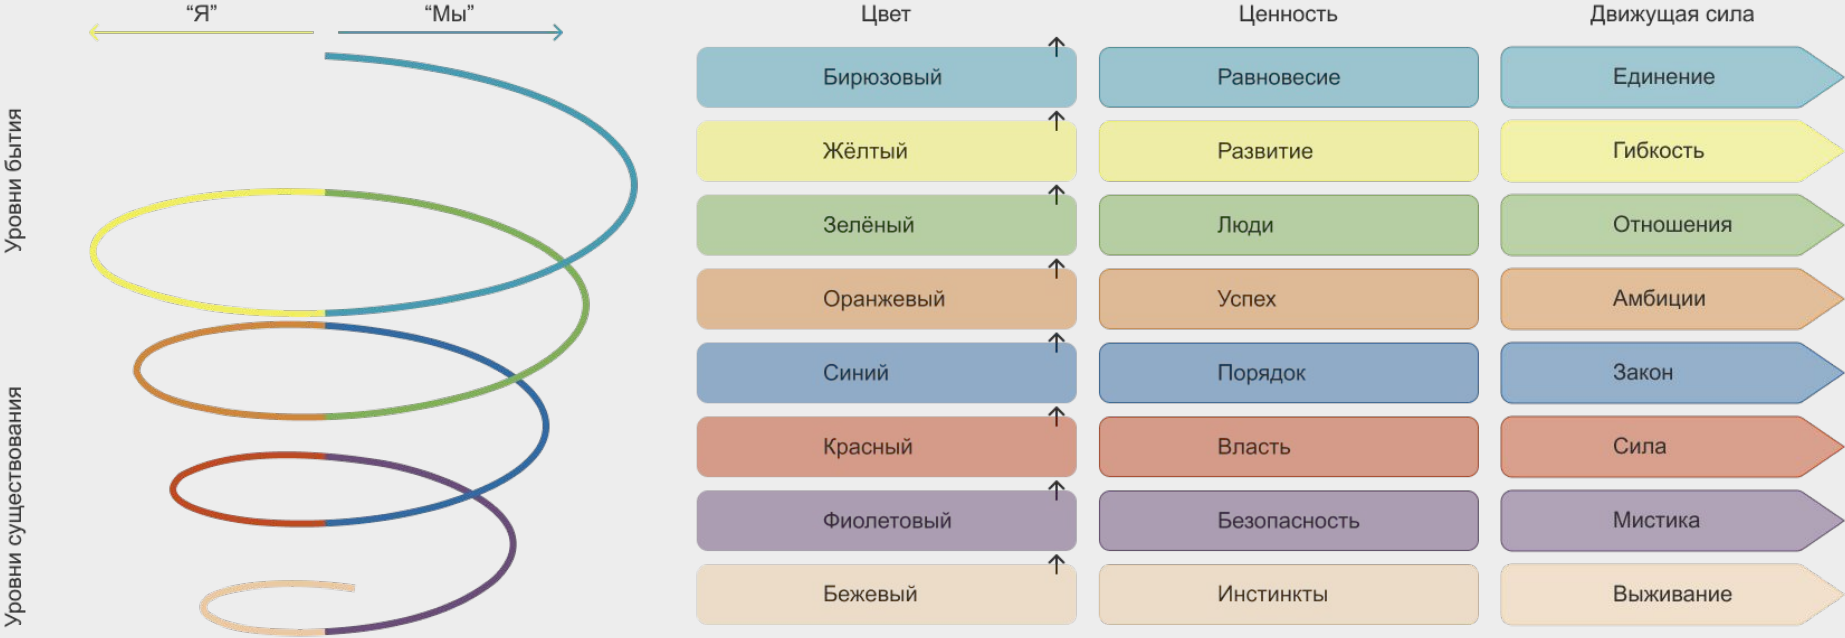 “Я”
“Мы”
Уровни бытия
Уровни существования
Цвет
Ценность
Движущая сила
Бирюзовый
Равновесие
Единение
Жёлтый
Развитие
Гибкость
Зелёный
Люди
Отношения
Оранжевый
Успех
Амбиции
Синий
Порядок
Закон
Красный
Власть
Сила
Фиолетовый
Безопасность
Мистика
Бежевый
Инстинкты
Выживание